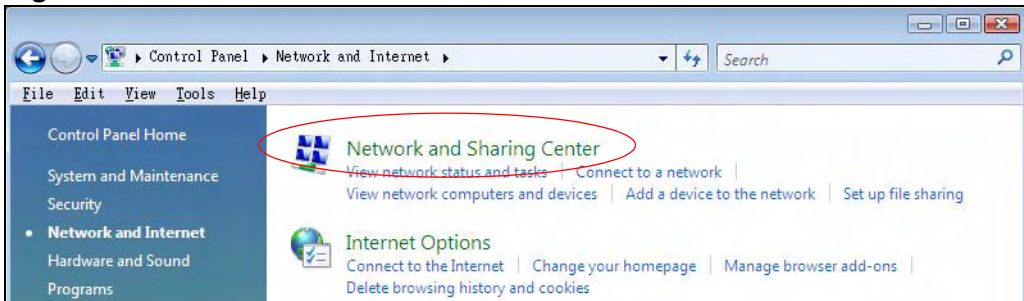 Control Panel Network and Internet Search
File Edit View Tools Help
Control Panel Home
System and Maintenance
Security
Network and Internet
Hardware and Sound
Programs
Network and Sharing Center
View network status and tasks Connect to a network
View network computers and devices Add a device to the network Set up file sharing
Internet Options
Connect to the Internet Change your homepage Manage browser add-ons
Delete browsing history and cookies